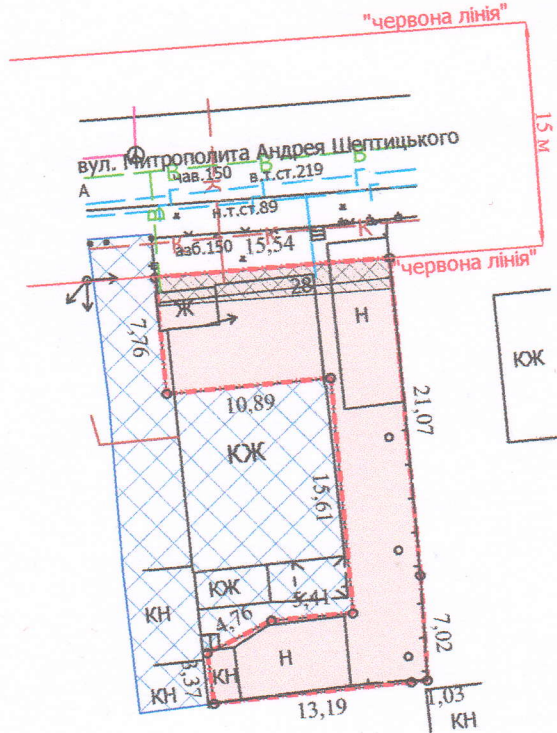 "червона лінія"
15 м
вул. Митрополита Андрея Шептицького
В
В
А
чав.150
в.т.ст.219
Г
Г
В
Ж
н.т.ст.89
К
К
К
азб.150
15,54
"червона лінія"
28
Ж
Н
7,76
КЖ
10,89
21,07
КЖ
15,61
КЖ
КН
5,41
4,76
Н
7,02
3,37
КН
КН
13,19
1,03
КН